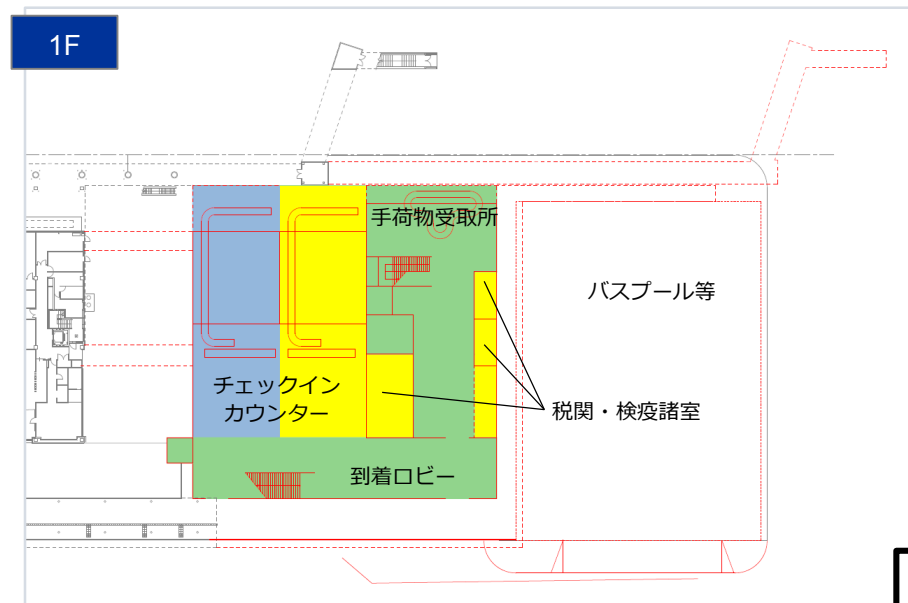 1F
手荷物受取所
バスプール等
チェックイン
カウンター
税関・検疫諸室
到着ロビー